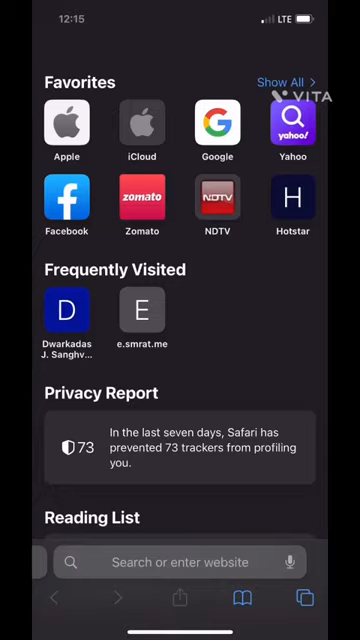 12:15
LTE
Favorites
Show All >
VITA
Apple
iCloud
Google
yahoo!
Yahoo
f
zomato
NDTV
H
Facebook
Zomato
NDTV
Hotstar
Frequently Visited
D
E
Dwarkadas
J. Sanghv...
e.smrat.me
Privacy Report
73
In the last seven days, Safari has
prevented 73 trackers from profiling
you.
Reading List
Search or enter website